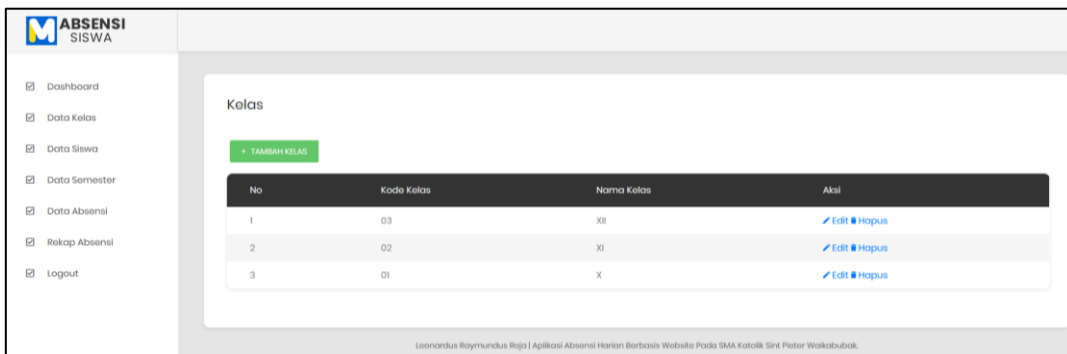 ABSENSI
SISWA
Dashboard
Data Kelas
Data Siswa
Data Semester
Data Absensi
Rekap Absensi
Logout
Kelas
+ TAMBAH KELAS
No Kode Kelas Nama Kelas Aksi
1 03 XII Edit Hapus
2 02 XI Edit Hapus
3 01 X Edit Hapus
Leonardus Raymundus Roja | Aplikasi Absensi Harian Berbasis Website Pada SMA Katolik Sint Pieter Waikabubak.